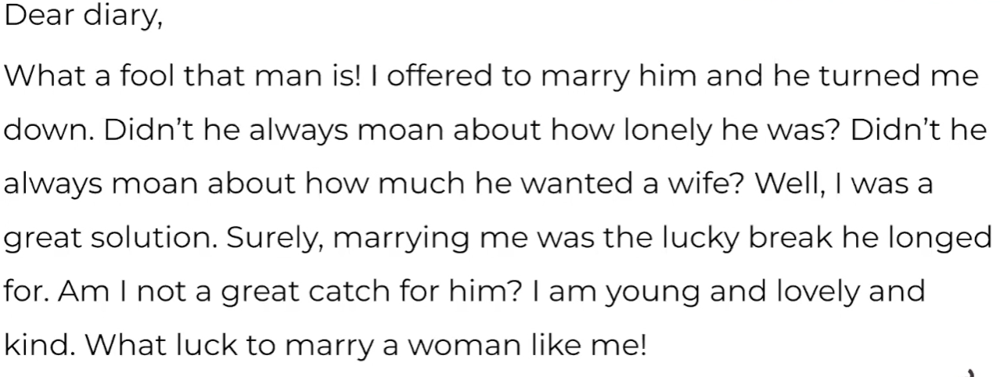 Dear diary,
What a fool that man is! I offered to marry him and he turned me
down. Didn’t he always moan about how lonely he was? Didn’t he
always moan about how much he wanted a wife? Well, I was a
great solution. Surely, marrying me was the lucky break he longed
for. Am I not a great catch for him? I am young and lovely and
kind. What luck to marry a woman like me!